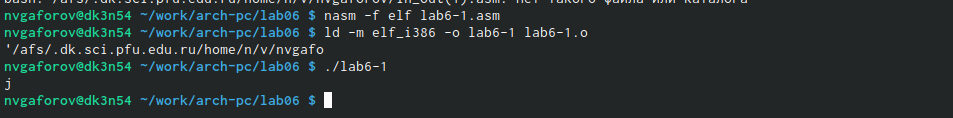 nvgaforov@dk3n54 ~/work/arch-pc/lab06 $ nasm -f elf lab6-1.asm
nvgaforov@dk3n54 ~/work/arch-pc/lab06 $ ld -m elf_i386 -o lab6-1 lab6-1.o
'/afs/.dk.sci.pfu.edu.ru/home/n/v/nvgafo
nvgaforov@dk3n54 ~/work/arch-pc/lab06 $ ./lab6-1
j
nvgaforov@dk3n54 ~/work/arch-pc/lab06 $